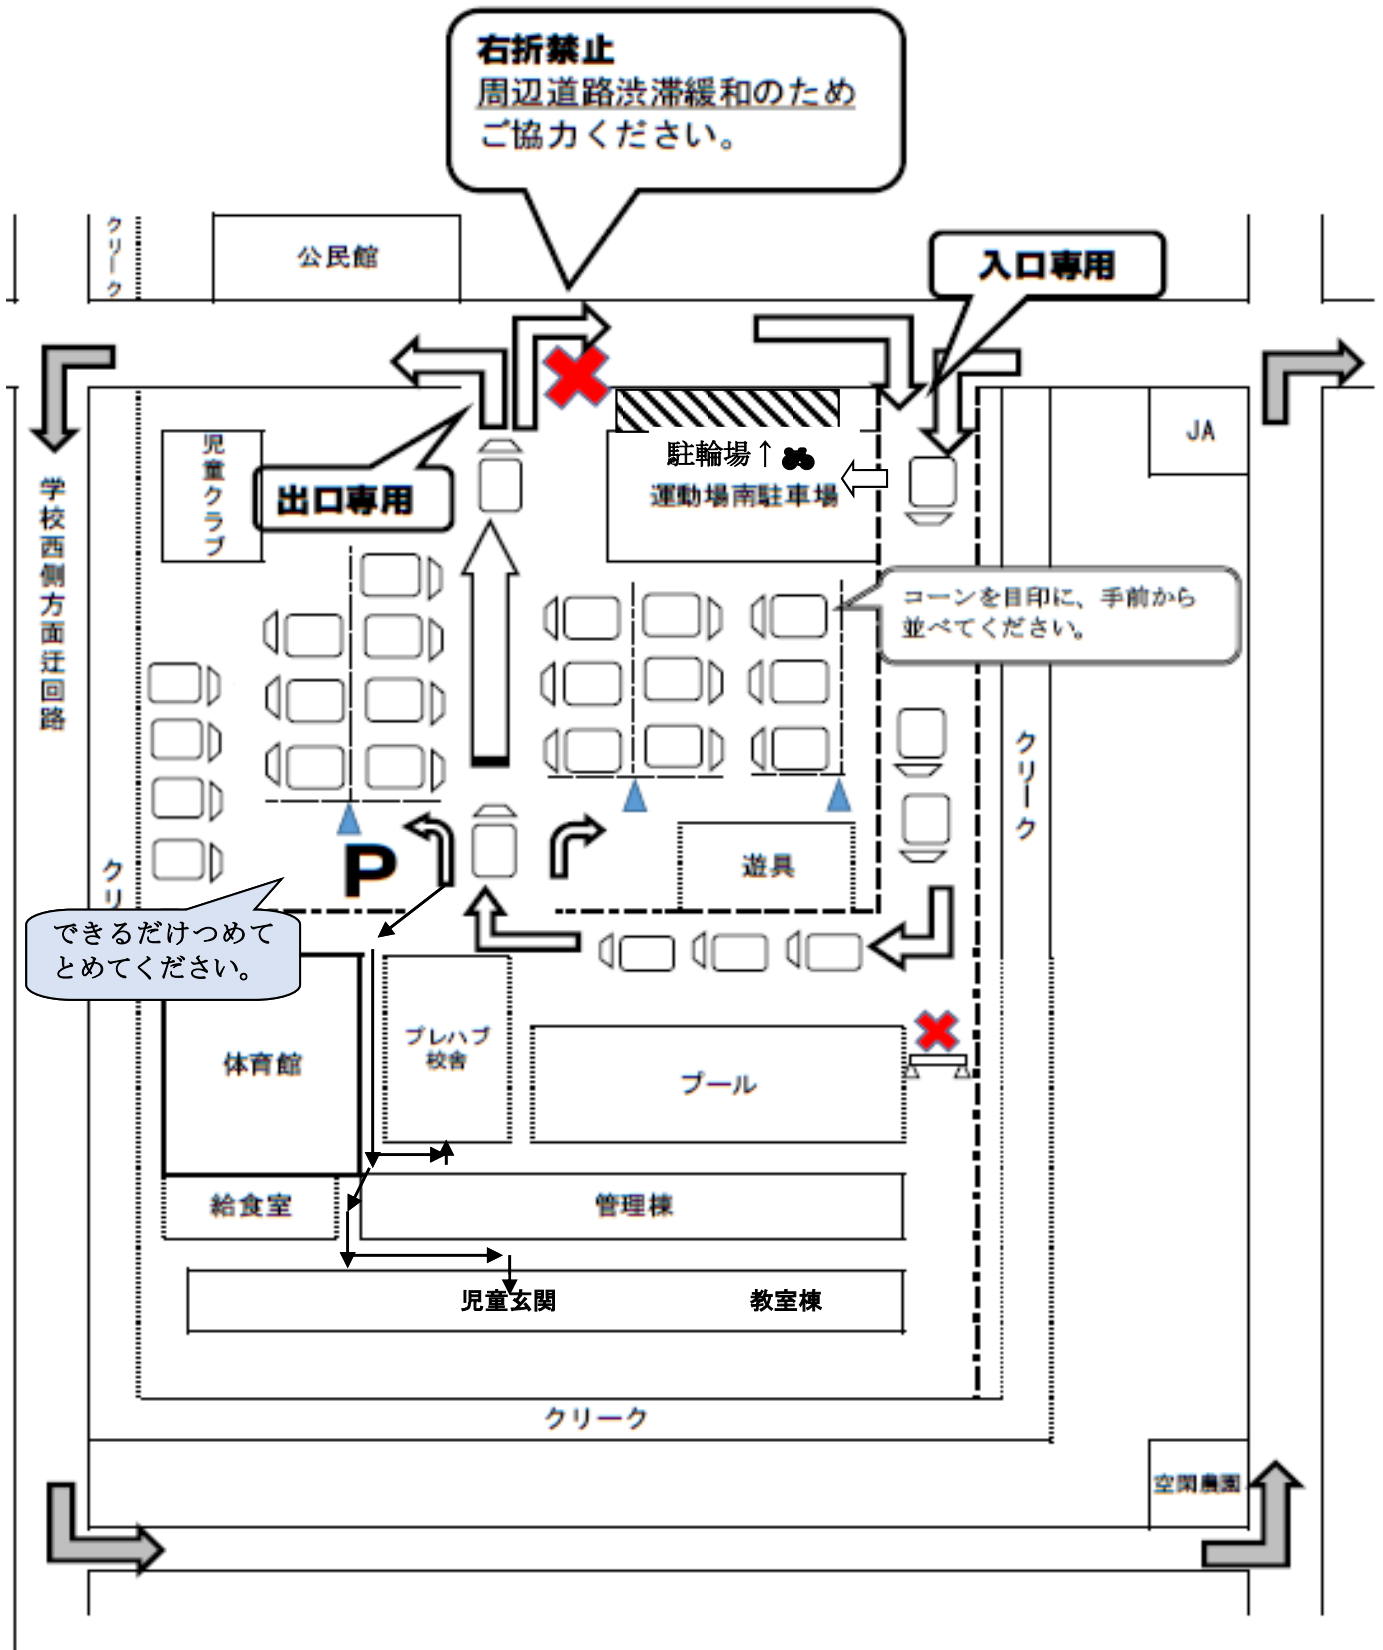 右折禁止
周辺道路渋滞緩和のため
ご協力ください。
クリーク
公民館
入口専用
児童クラブ
出口専用
駐輪場↑
運動場南駐車場
JA
学校西側方面迂回路
コーンを目印に、手前から
並べてください。
クリーク
P
遊具
クリ
できるだけつめて
とめてください。
体育館
プレハブ
校舎
プール
給食室
管理棟
児童玄関
教室棟
クリーク
空閑農園